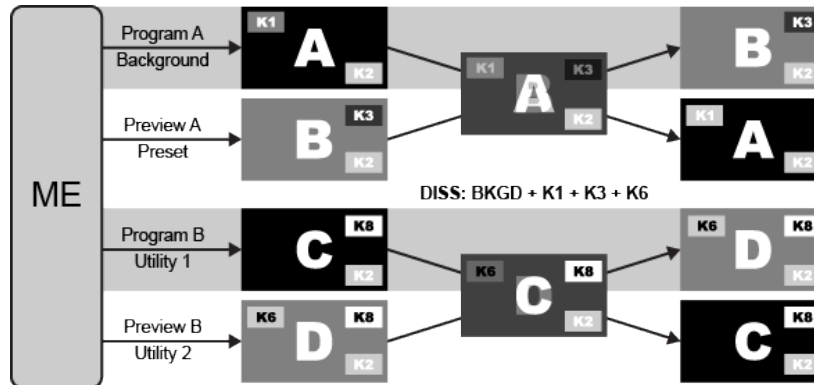 ME
Program A
Background
K1
A
K2
K1
K3
A
K2
K3
B
K2
Preview A
Preset
K3
B
K2
K1
A
DISS: BKGD + K1 + K3 + K6
Program B
Utility 1
K8
C
K2
K6
K8
C
K2
K6
K8
D
K2
Preview B
Utility 2
K6
K8
D
K2
K8
C
K2